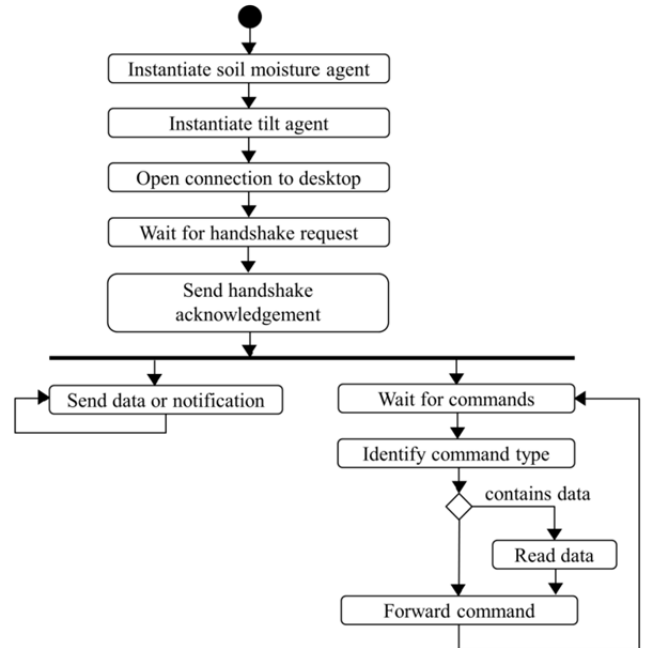 Instantiate soil moisture agent
Instantiate tilt agent
Open connection to desktop
Wait for handshake request
Send handshake
acknowledgement
Send data or notification
Wait for commands
Identify command type
contains data
Read data
Forward command